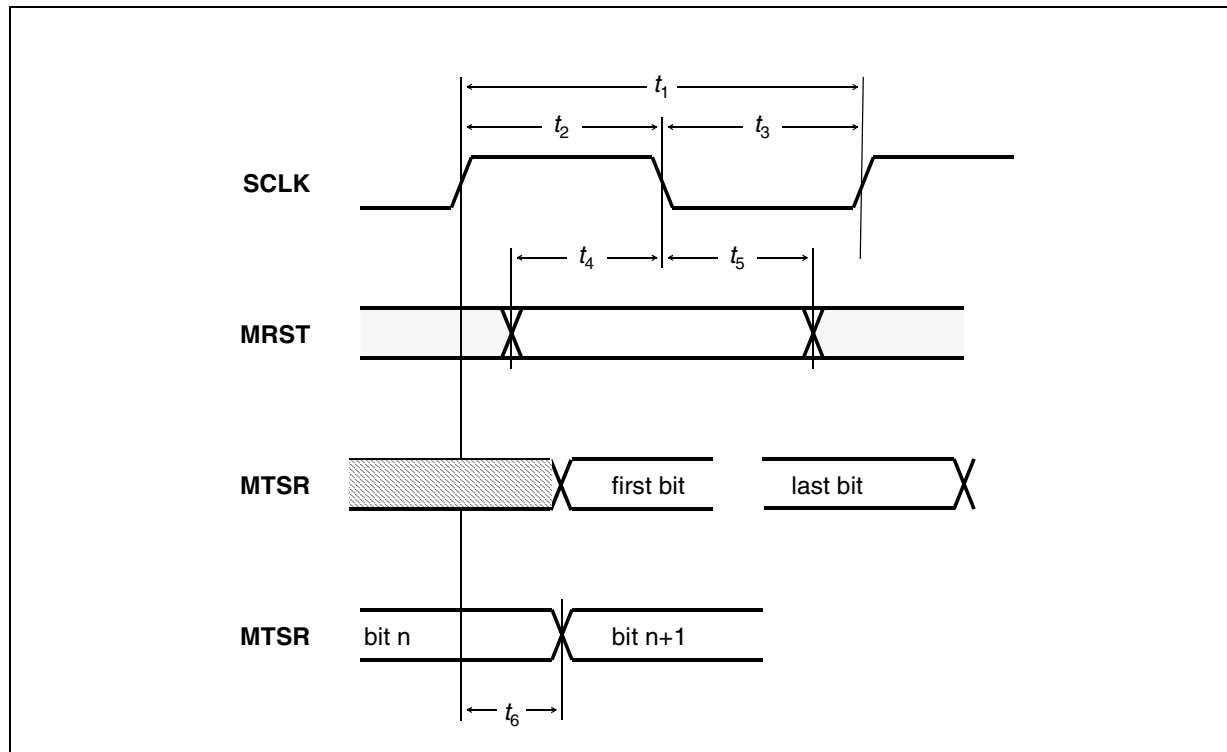 t1
t2 t3
SCLK
t4 t5
MRST
MTSR first bit last bit
MTSR bit n bit n+1
t6